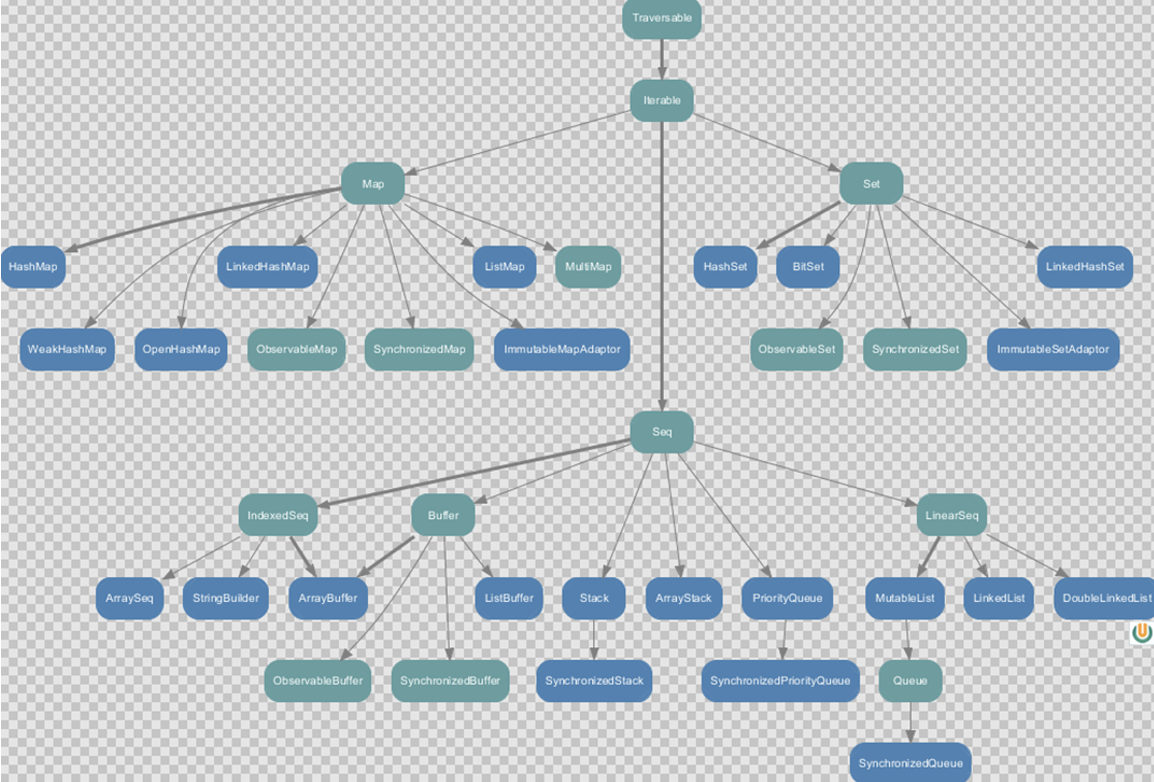 Traversable
Iterable
Map
Set
HashMap
LinkedHashMap
ListMap
MultiMap
HashSet
BitSet
LinkedHashSet
WeakHashMap
OpenHashMap
ObservableMap
SynchronizedMap
ImmutableMapAdaptor
ObservableSet
SynchronizedSet
ImmutableSetAdaptor
Seq
IndexedSeq
Buffer
LinearSeq
ArraySeq
StringBuilder
ArrayBuffer
ListBuffer
Stack
ArrayStack
PriorityQueue
MutableList
LinkedList
DoubleLinkedList
ObservableBuffer
SynchronizedBuffer
SynchronizedStack
SynchronizedPriorityQueue
Queue
SynchronizedQueue